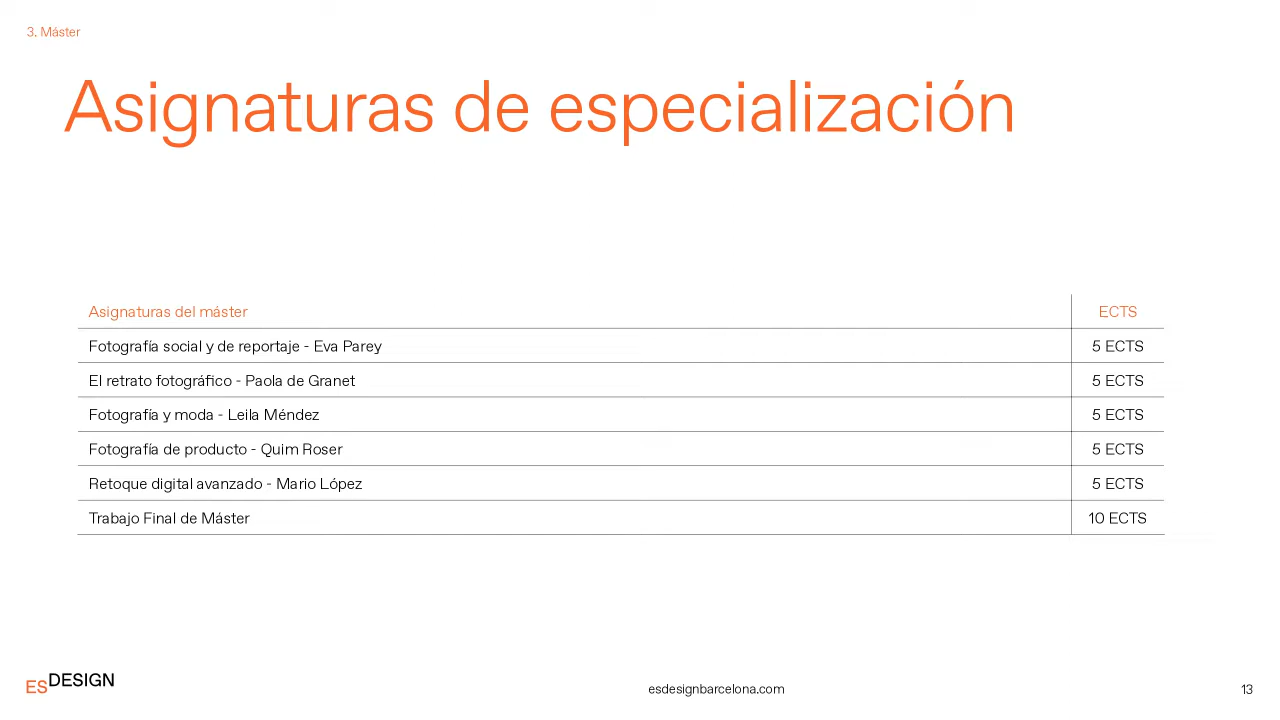 3. Máster
Asignaturas de especialización
Asignaturas del máster ECTS
Fotografía social y de reportaje - Eva Parey 5 ECTS
El retrato fotográfico - Paola de Granet 5 ECTS
Fotografía y moda - Leila Méndez 5 ECTS
Fotografía de producto - Quim Roser 5 ECTS
Retoque digital avanzado - Mario López 5 ECTS
Trabajo Final de Máster 10 ECTS
ESDESIGN esdesignbarcelona.com 13